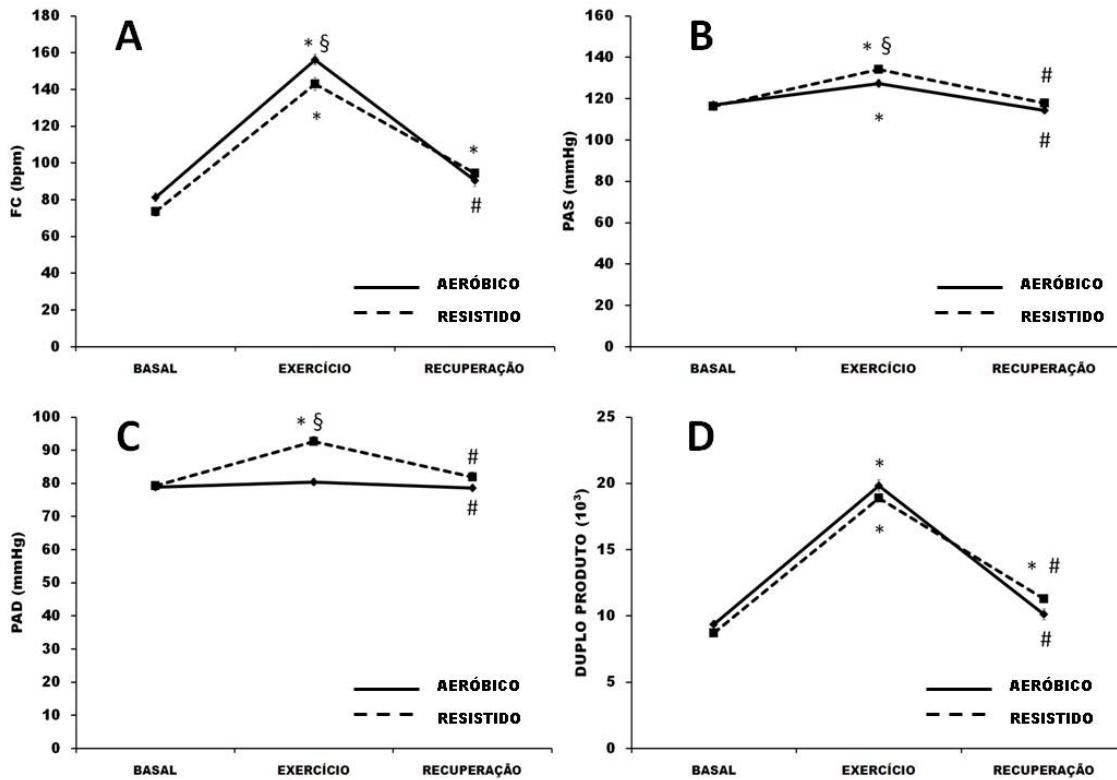 A
FC (bpm)
180
160
140
120
100
80
60
40
20
0
* §
*
*
#
AERÓBICO
RESISTIDO
BASAL EXERCÍCIO RECUPERAÇÃO
B
PAS (mmHg)
160
140
120
100
80
60
40
20
0
* §
*
#
#
AERÓBICO
RESISTIDO
BASAL EXERCÍCIO RECUPERAÇÃO
C
PAD (mmHg)
100
90
80
70
60
50
40
30
20
10
0
* §
#
#
AERÓBICO
RESISTIDO
BASAL EXERCÍCIO RECUPERAÇÃO
D
DUPLO PRODUTO (10³)
25
20
15
10
5
0
*
*
* #
#
AERÓBICO
RESISTIDO
BASAL EXERCÍCIO RECUPERAÇÃO